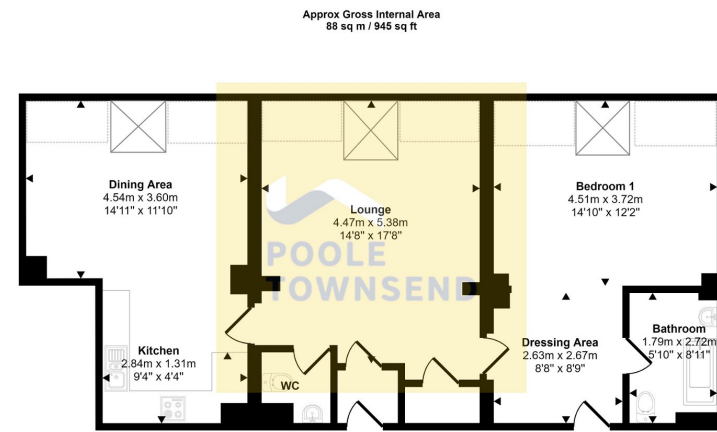 Approx Gross Internal Area
88 sq m / 945 sq ft
Dining Area
4.54m x 3.60m
14'11" x 11'10"
Lounge
4.47m x 5.38m
14'8" x 17'8"
Bedroom 1
4.51m x 3.72m
14'10" x 12'2"
POOLE
TOWNSEND
Kitchen
2.84m x 1.31m
9'4" x 4'4"
WC
Dressing Area
2.63m x 2.67m
8'8" x 8'9"
Bathroom
1.79m x 2.72m
5'10" x 8'11"